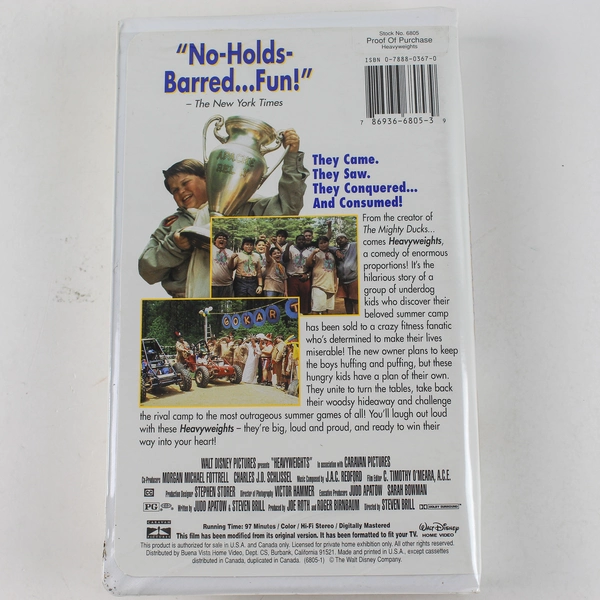 "No-Holds-
Barred...Fun!"
– The New York Times
Stock No. 6805
Proof Of Purchase
Heavyweights
ISBN 0-7888-0367-0
7 86936-6805-3 9
They Came.
They Saw.
They Conquered...
And Consumed!
From the creator of
The Mighty Ducks...
comes Heavyweights,
a comedy of enormous
proportions! It's the
hilarious story of a
group of underdog
kids who discover their
beloved summer camp
has been sold to a crazy fitness fanatic
who's determined to make their lives
miserable! The new owner plans to keep
the boys huffing and puffing, but these
hungry kids have a plan of their own.
They unite to turn the tables, take back
their woodsy hideaway and challenge
the rival camp to the most outrageous summer games of all! You'll laugh out loud
with these Heavyweights – they're big, loud and proud, and ready to win their
way into your heart!
GO KART
WALT DISNEY PICTURES presents "HEAVYWEIGHTS" In association with CARAVAN PICTURES
Co-Producers MORGAN MICHAEL FOTTRELL CHARLES J.D. SCHLISSEL Music Composed by J.A.C. REDFORD Film Editor C. TIMOTHY O'MEARA, A.C.E.
Production Designer STEPHEN STORER Director of Photography VICTOR HAMMER Executive Producers JUDD APATOW SARAH BOWMAN
PG Written by JUDD APATOW & STEVEN BRILL Produced by JOE ROTH and ROGER BIRNBAUM Directed by STEVEN BRILL
CARAVAN PICTURES
Running Time: 97 Minutes / Color / Hi-Fi Stereo / Digitally Mastered
This film has been modified from its original version. It has been formatted to fit your TV.
Walt Disney
HOME VIDEO
This product is authorized for sale in U.S.A. and Canada only. Licensed for private home exhibition only. All other rights reserved.
Distributed by Buena Vista Home Video, Dept. CS, Burbank, California 91521. Made and printed in U.S.A., except cassettes
distributed in Canada, duplicated in Canada. (6805-1) © The Walt Disney Company.